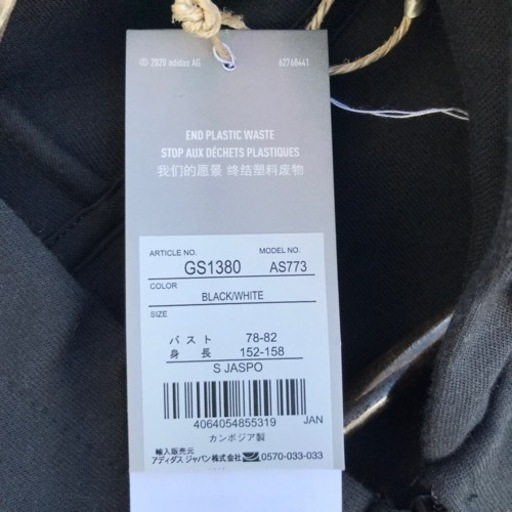 © 2020 adidas AG 62760441
END PLASTIC WASTE
STOP AUX DÉCHETS PLASTIQUES
我们的愿景 终结塑料废物
ARTICLE NO. MODEL NO.
GS1380 AS773
COLOR
BLACK/WHITE
SIZE
バスト 78-82
身 長 152-158
S JASPO
4064054855319 JAN
カンボジア製
輸入販売元
アディダス ジャパン株式会社 0570-033-033